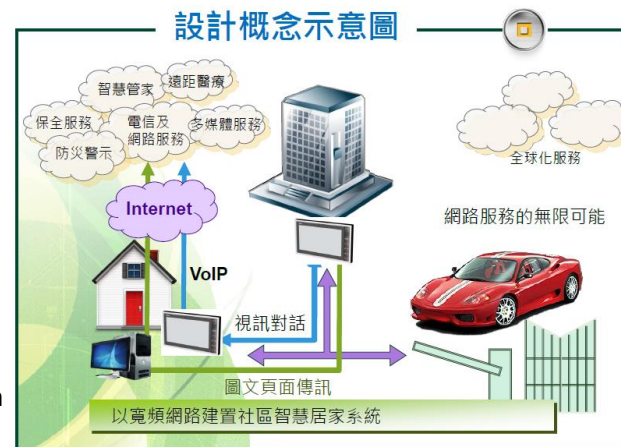 設計概念示意圖
智慧管家
遠距醫療
保全服務
電信及
網路服務
多媒體服務
防災警示
全球化服務
Internet
網路服務的無限可能
VoIP
視訊對話
圖文頁面傳訊
以寬頻網路建置社區智慧居家系統